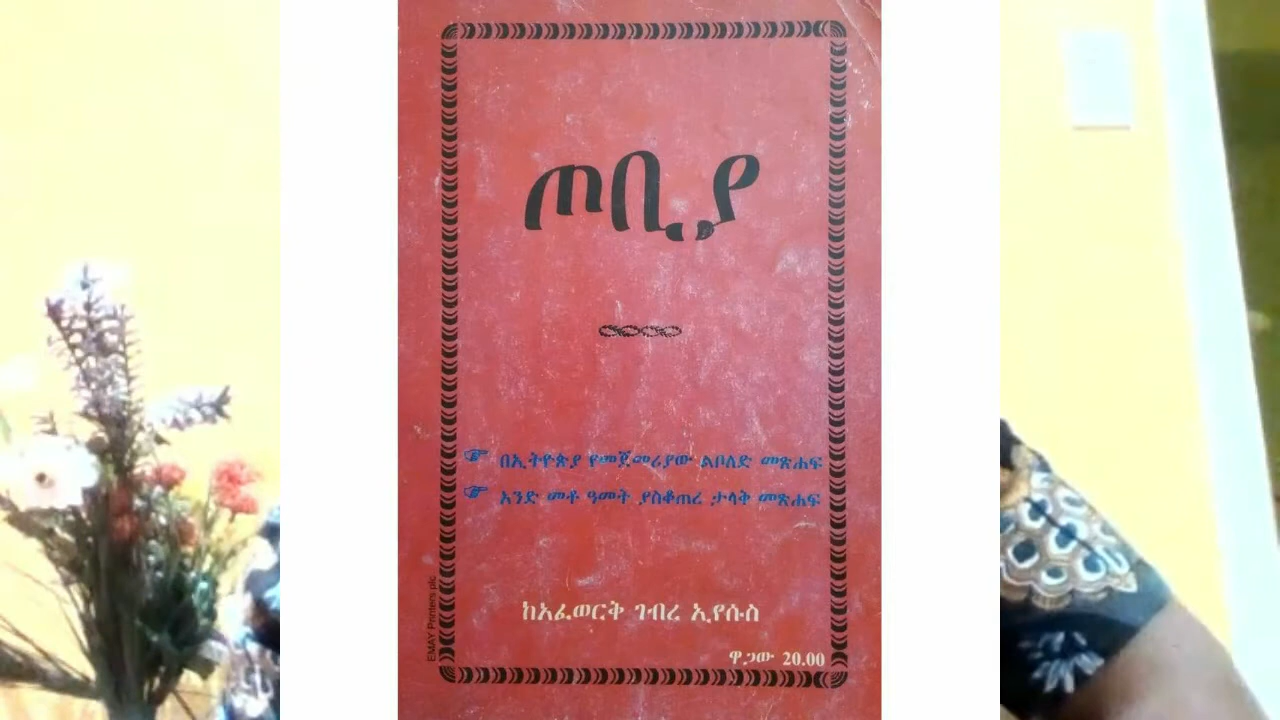 ጦቢያ
☞ በኢትዮጵያ የመጀመሪያው ልቦለድ መጽሐፍ
☞ አንድ መቶ ዓመት ያስቆጠረ ታላቅ መጽሐፍ
ከአፈወርቅ ገብረ ኢየሱስ
ዋጋው 20.00
EMAY Printers plc